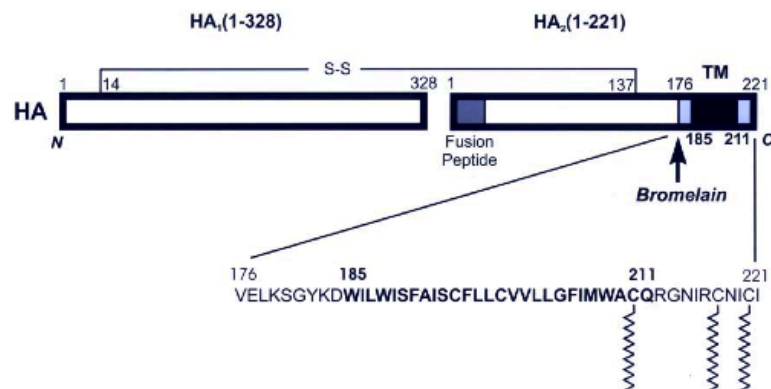 HA₁(1-328) HA₂(1-221)
S-S TM
1 14 328 1 137 176 221
HA
N Fusion 185 211 C
Peptide
Bromelain
176 185 211 221
VELKSGYKDWILWISFAISCFLLCVVLLGFIMWACQRGNIRCNICI